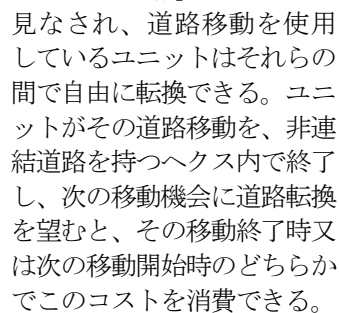 見なされ、道路移動を使用
しているユニットはそれらの
間で自由に転換できる。ユニ
ットがその道路移動を、非連
結道路を持つヘクス内で終了
し、次の移動機会に道路転換
を望むと、その移動終了時又
は次の移動開始時のどちらか
でこのコストを消費できる。